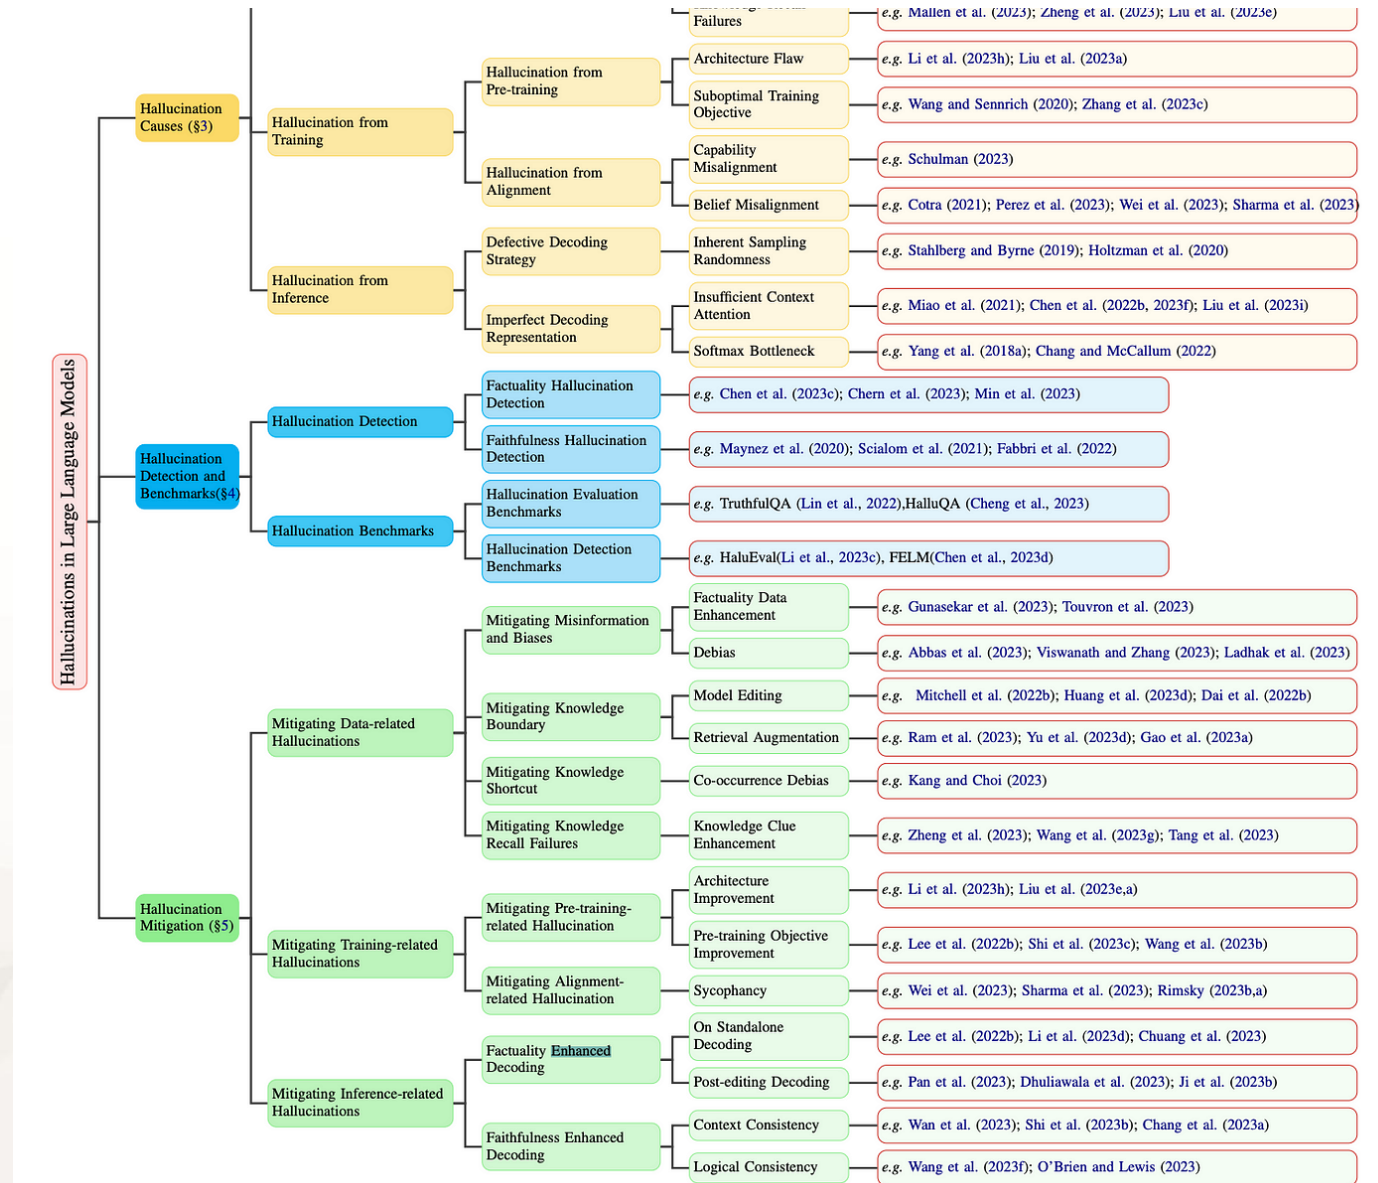 Failures
e.g. Mallen et al. (2023); Zheng et al. (2023); Liu et al. (2023e)
Hallucinations in Large Language Models
Hallucination
Causes (§3)
Hallucination from
Training
Hallucination from
Pre-training
Architecture Flaw
e.g. Li et al. (2023h); Liu et al. (2023a)
Suboptimal Training
Objective
e.g. Wang and Sennrich (2020); Zhang et al. (2023c)
Hallucination from
Alignment
Capability
Misalignment
e.g. Schulman (2023)
Belief Misalignment
e.g. Cotra (2021); Perez et al. (2023); Wei et al. (2023); Sharma et al. (2023)
Hallucination from
Inference
Defective Decoding
Strategy
Inherent Sampling
Randomness
e.g. Stahlberg and Byrne (2019); Holtzman et al. (2020)
Imperfect Decoding
Representation
Insufficient Context
Attention
e.g. Miao et al. (2021); Chen et al. (2022b, 2023f); Liu et al. (2023i)
Softmax Bottleneck
e.g. Yang et al. (2018a); Chang and McCallum (2022)
Hallucination
Detection and
Benchmarks(§4)
Hallucination Detection
Factuality Hallucination
Detection
e.g. Chen et al. (2023c); Chern et al. (2023); Min et al. (2023)
Faithfulness Hallucination
Detection
e.g. Maynez et al. (2020); Scialom et al. (2021); Fabbri et al. (2022)
Hallucination Benchmarks
Hallucination Evaluation
Benchmarks
e.g. TruthfulQA (Lin et al., 2022),HalluQA (Cheng et al., 2023)
Hallucination Detection
Benchmarks
e.g. HaluEval(Li et al., 2023c), FELM(Chen et al., 2023d)
Hallucination
Mitigation (§5)
Mitigating Data-related
Hallucinations
Mitigating Misinformation
and Biases
Factuality Data
Enhancement
e.g. Gunasekar et al. (2023); Touvron et al. (2023)
Debias
e.g. Abbas et al. (2023); Viswanath and Zhang (2023); Ladhak et al. (2023)
Mitigating Knowledge
Boundary
Model Editing
e.g. Mitchell et al. (2022b); Huang et al. (2023d); Dai et al. (2022b)
Retrieval Augmentation
e.g. Ram et al. (2023); Yu et al. (2023d); Gao et al. (2023a)
Mitigating Knowledge
Shortcut
Co-occurrence Debias
e.g. Kang and Choi (2023)
Mitigating Knowledge
Recall Failures
Knowledge Clue
Enhancement
e.g. Zheng et al. (2023); Wang et al. (2023g); Tang et al. (2023)
Mitigating Training-related
Hallucinations
Mitigating Pre-training-
related Hallucination
Architecture
Improvement
e.g. Li et al. (2023h); Liu et al. (2023e,a)
Pre-training Objective
Improvement
e.g. Lee et al. (2022b); Shi et al. (2023c); Wang et al. (2023b)
Mitigating Alignment-
related Hallucination
Sycophancy
e.g. Wei et al. (2023); Sharma et al. (2023); Rimsky (2023b,a)
Mitigating Inference-related
Hallucinations
Factuality Enhanced
Decoding
On Standalone
Decoding
e.g. Lee et al. (2022b); Li et al. (2023d); Chuang et al. (2023)
Post-editing Decoding
e.g. Pan et al. (2023); Dhuliawala et al. (2023); Ji et al. (2023b)
Faithfulness Enhanced
Decoding
Context Consistency
e.g. Wan et al. (2023); Shi et al. (2023b); Chang et al. (2023a)
Logical Consistency
e.g. Wang et al. (2023f); O'Brien and Lewis (2023)